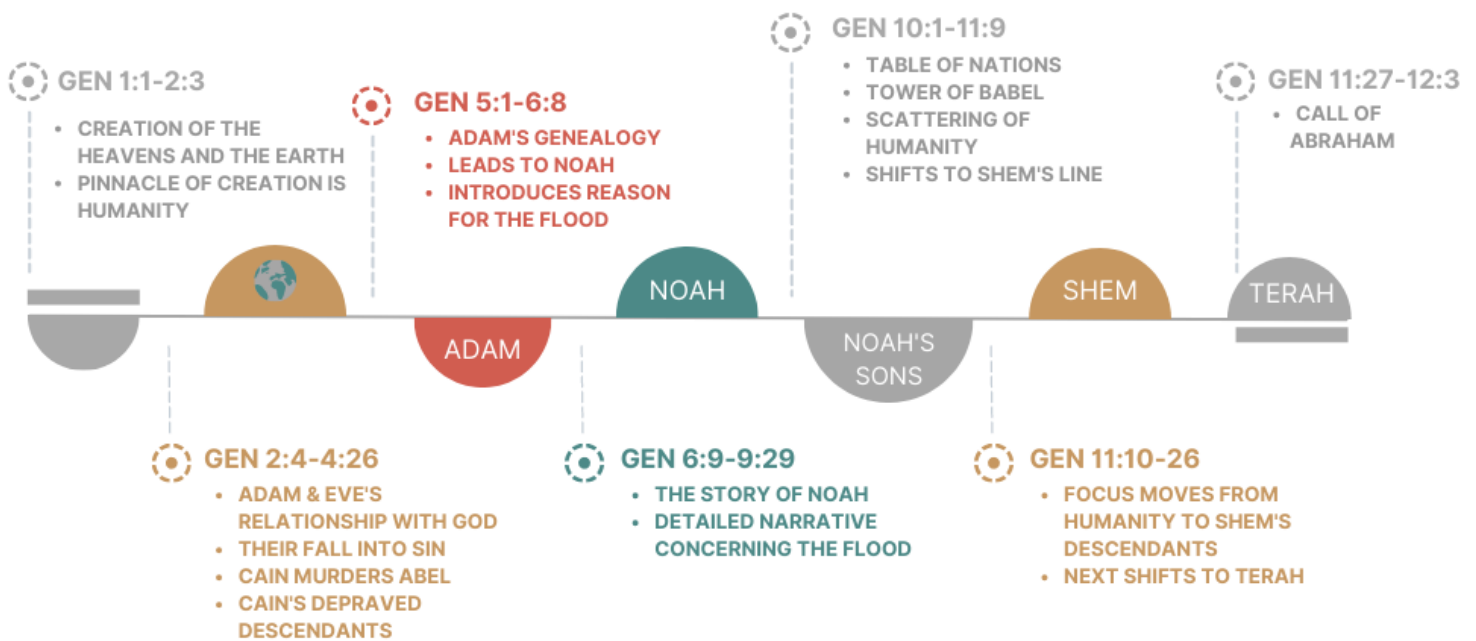 GEN 1:1-2:3
• CREATION OF THE
HEAVENS AND THE EARTH
• PINNACLE OF CREATION IS
HUMANITY
GEN 5:1-6:8
• ADAM'S GENEALOGY
• LEADS TO NOAH
• INTRODUCES REASON
FOR THE FLOOD
GEN 10:1-11:9
• TABLE OF NATIONS
• TOWER OF BABEL
• SCATTERING OF
HUMANITY
• SHIFTS TO SHEM'S LINE
GEN 11:27-12:3
• CALL OF
ABRAHAM
ADAM
NOAH
NOAH'S
SONS
SHEM
TERAH
GEN 2:4-4:26
• ADAM & EVE'S
RELATIONSHIP WITH GOD
• THEIR FALL INTO SIN
• CAIN MURDERS ABEL
• CAIN'S DEPRAVED
DESCENDANTS
GEN 6:9-9:29
• THE STORY OF NOAH
• DETAILED NARRATIVE
CONCERNING THE FLOOD
GEN 11:10-26
• FOCUS MOVES FROM
HUMANITY TO SHEM'S
DESCENDANTS
• NEXT SHIFTS TO TERAH